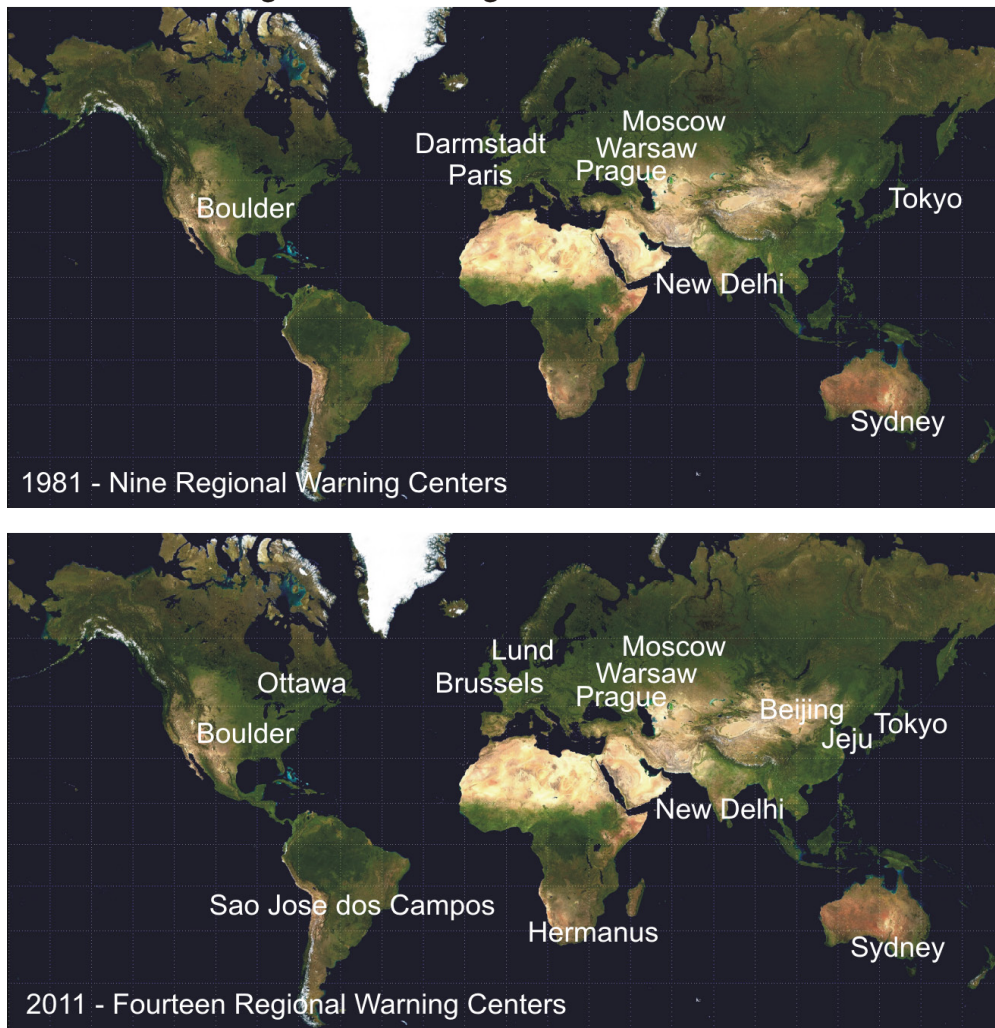 Moscow
Darmstadt
Warsaw
Paris
Prague
Tokyo
Boulder
New Delhi
Sydney
1981 - Nine Regional Warning Centers
Lund
Moscow
Ottawa
Brussels
Warsaw
Prague
Beijing
Boulder
Tokyo
Jeju
New Delhi
Sao Jose dos Campos
Hermanus
Sydney
2011 - Fourteen Regional Warning Centers